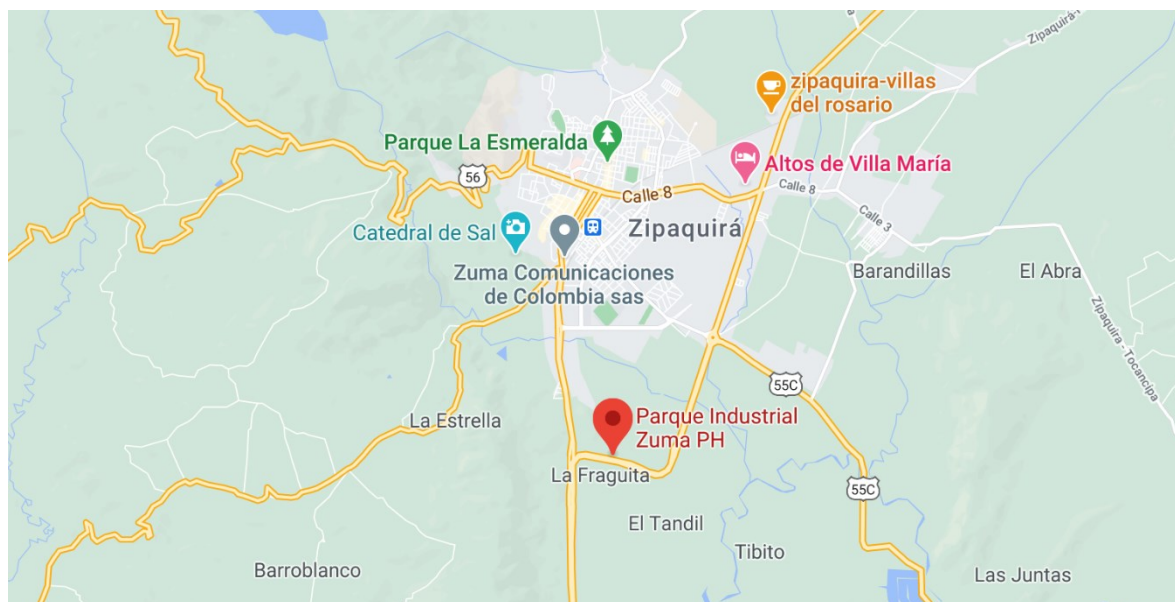 Zipaquirá-
zipaquira-villas
del rosario
Parque La Esmeralda
Altos de Villa María
56
Calle 8
Calle 8
Calle 3
Catedral de Sal
Zipaquirá
Zuma Comunicaciones
de Colombia sas
Barandillas
El Abra
Zipaquira - Tocancipa
55C
La Estrella
Parque Industrial
Zuma PH
La Fraguita
55C
El Tandil
Tibito
Barroblanco
Las Juntas